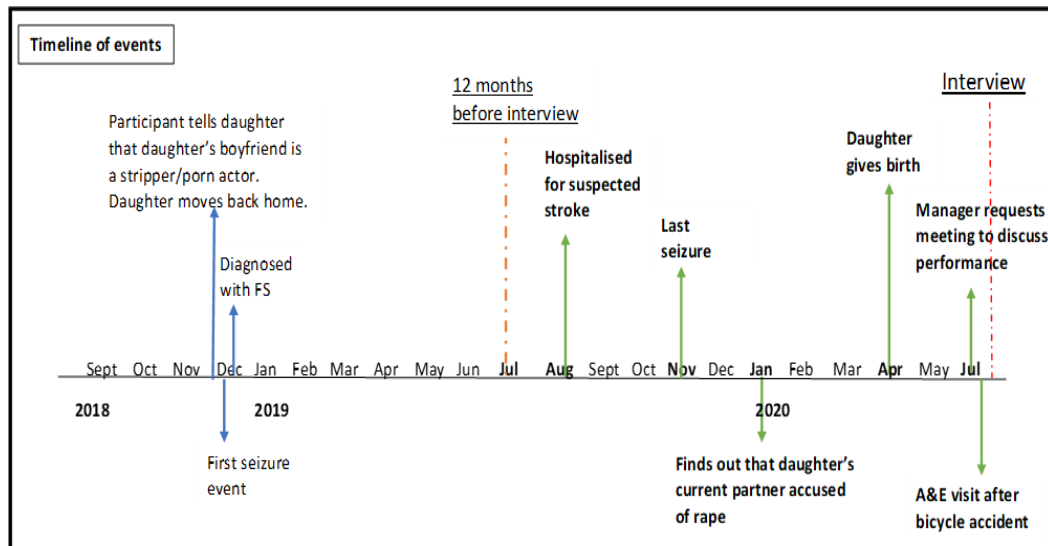 Timeline of events
12 months
before interview
Interview
Participant tells daughter
that daughter's boyfriend is
a stripper/porn actor.
Daughter moves back home.
Diagnosed
with FS
Hospitalised
for suspected
stroke
Last
seizure
Daughter
gives birth
Manager requests
meeting to discuss
performance
Sept Oct Nov Dec Jan Feb Mar Apr May Jun Jul Aug Sept Oct Nov Dec Jan Feb Mar Apr May Jul
2018 2019 2020
First seizure
event
Finds out that daughter's
current partner accused
of rape
A&E visit after
bicycle accident